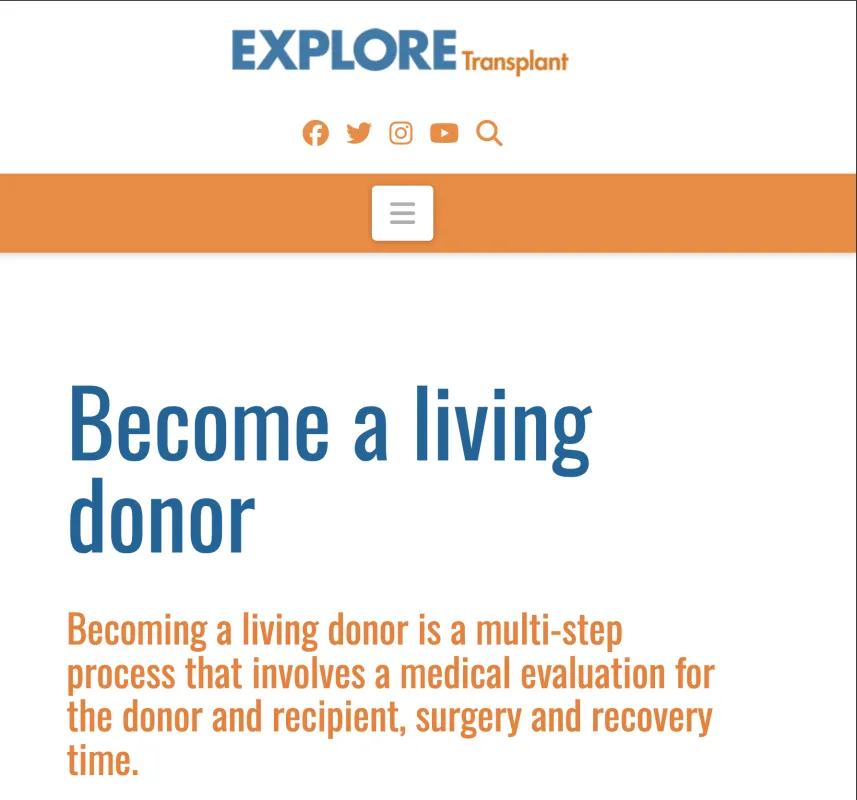 EXPLORE Transplant
Become a living
donor
Becoming a living donor is a multi-step
process that involves a medical evaluation for
the donor and recipient, surgery and recovery
time.